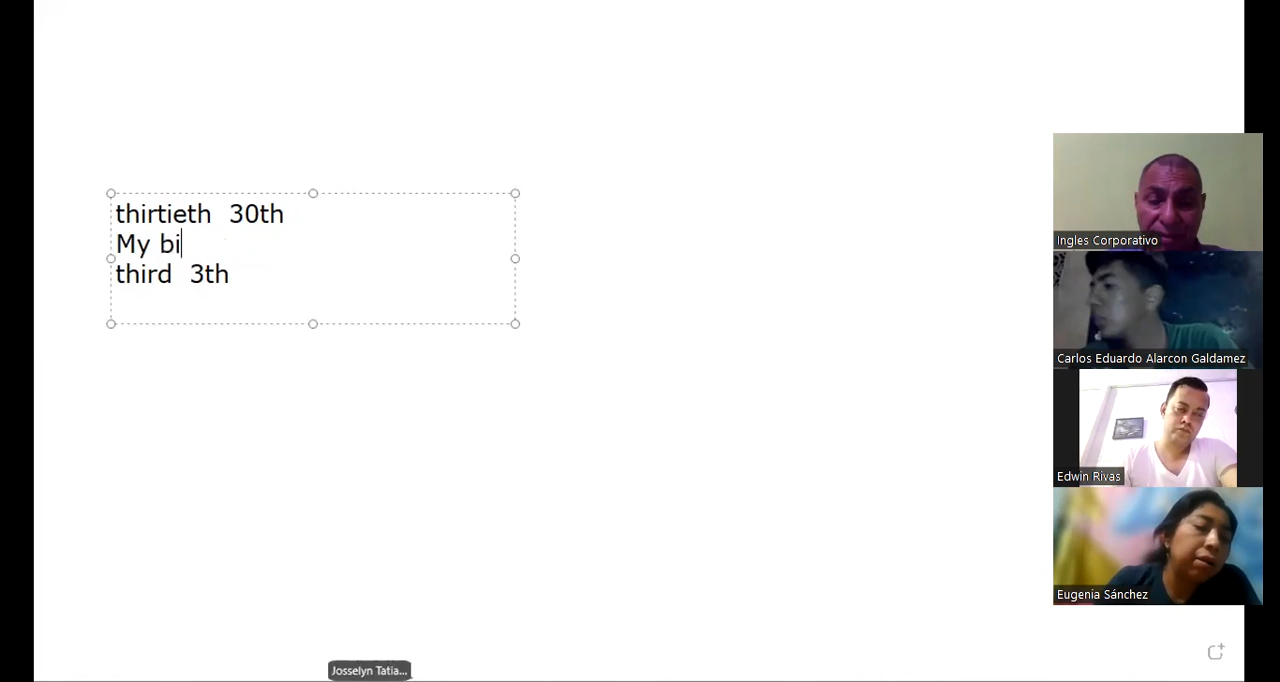 thirtieth 30th
My bi
third 3th
Ingles Corporativo
Carlos Eduardo Alarcon Galdamez
Edwin Rivas
Eugenia Sánchez
Josselyn Tatia...